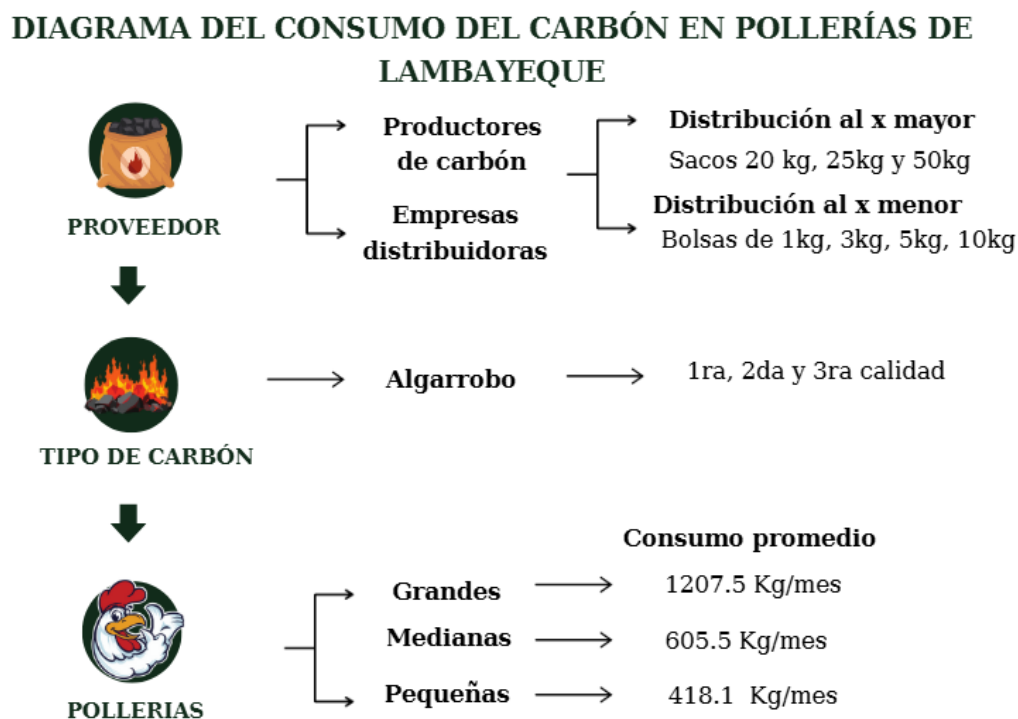 DIAGRAMA DEL CONSUMO DEL CARBÓN EN POLLERÍAS DE
LAMBAYEQUE
PROVEEDOR
Productores
de carbón
Empresas
distribuidoras
Distribución al x mayor
Sacos 20 kg, 25kg y 50kg
Distribución al x menor
Bolsas de 1kg, 3kg, 5kg, 10kg
TIPO DE CARBÓN
Algarrobo
1ra, 2da y 3ra calidad
POLLERIAS
Consumo promedio
Grandes
1207.5 Kg/mes
Medianas
605.5 Kg/mes
Pequeñas
418.1 Kg/mes